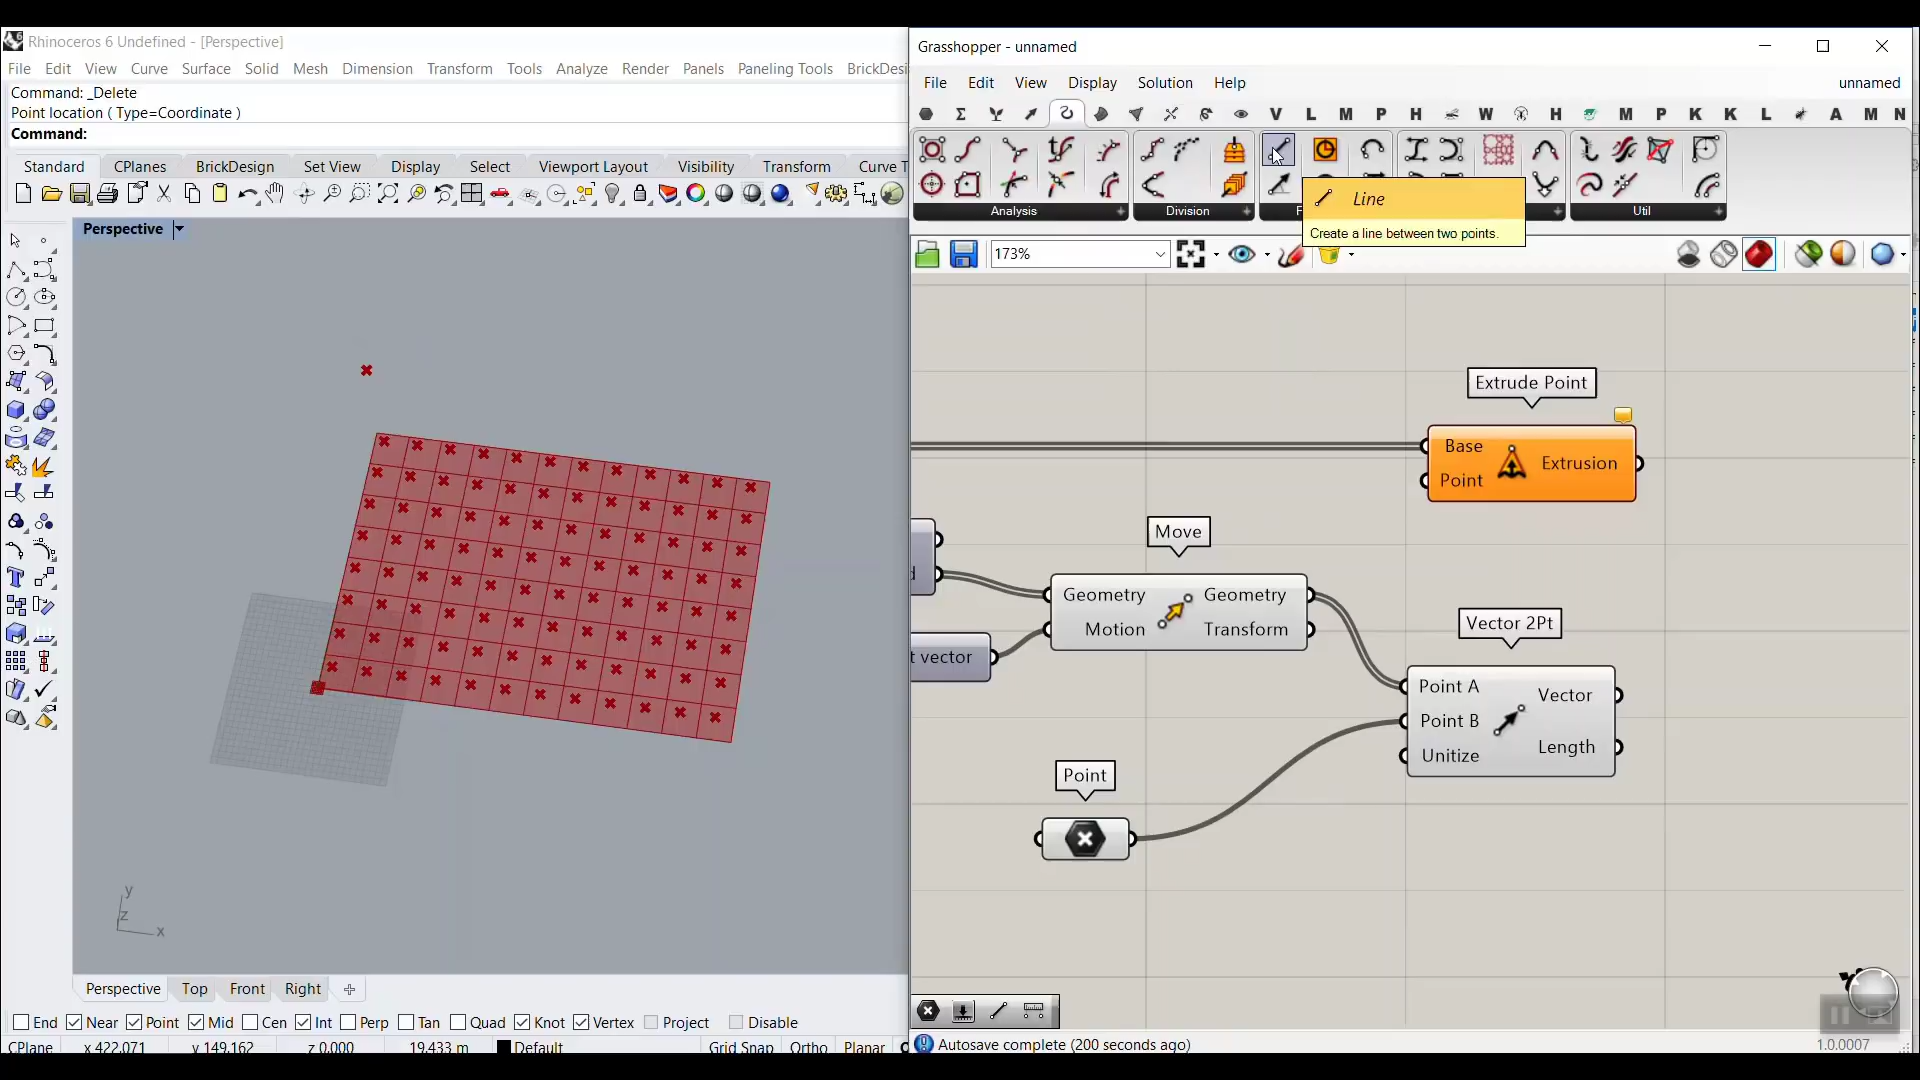 Rhinoceros 6 Undefined - [Perspective]
File Edit View Curve Surface Solid Mesh Dimension Transform Tools Analyze Render Panels Paneling Tools BrickDesi
Command: _Delete
Point location ( Type=Coordinate )
Command:
Standard CPlanes BrickDesign Set View Display Select Viewport Layout Visibility Transform Curve T
Perspective
y
z
x
Perspective Top Front Right
End Near Point Mid Cen Int Perp Tan Quad Knot Vertex Project Disable
CPlane x 422.071 y 149.162 z 0.000 19.433 m Default Grid Snap Ortho Planar
Grasshopper - unnamed
File Edit View Display Solution Help unnamed
V L M P H W H M P K K L A M N
Analysis Division Util
Line
Create a line between two points.
173%
Extrude Point
Base
Point
Extrusion
Move
Geometry Geometry
Motion Transform
t vector
Vector 2Pt
Point A
Point B
Unitize
Vector
Length
Point
Autosave complete (200 seconds ago)
1.0.0007